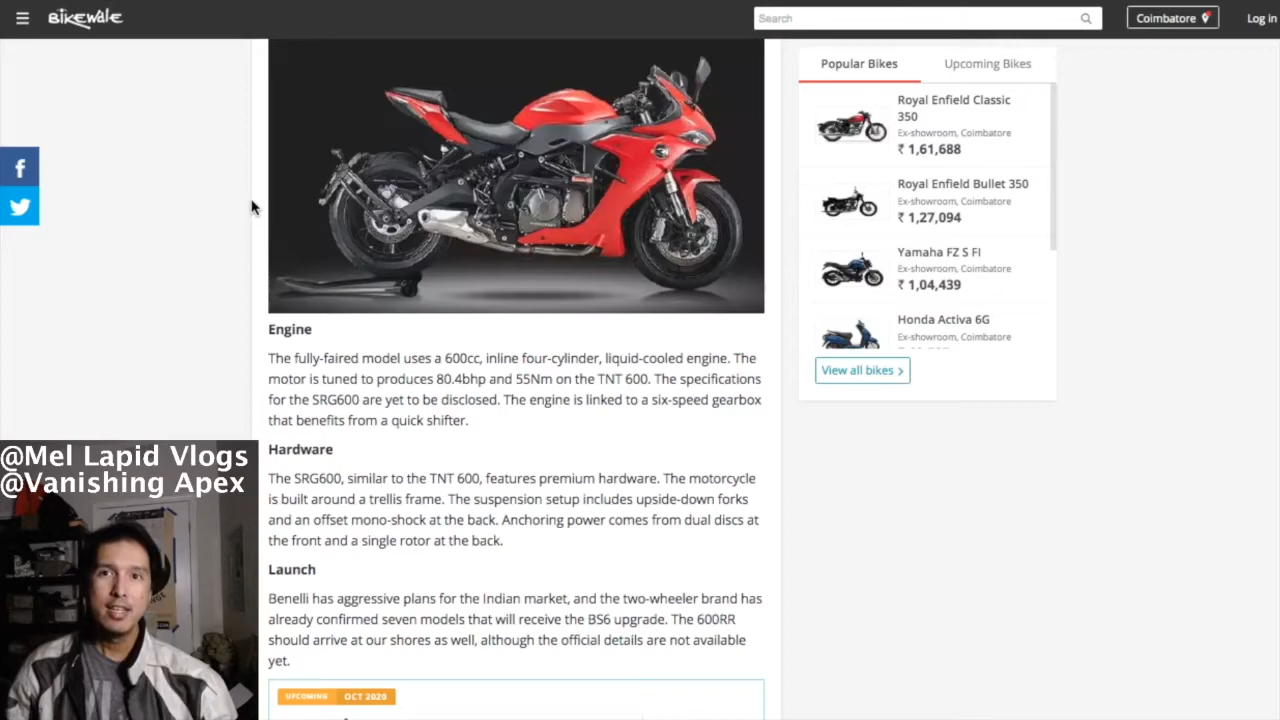 BikeWale
Search
Coimbatore
Log in
Popular Bikes
Upcoming Bikes
Royal Enfield Classic
350
Ex-showroom, Coimbatore
₹ 1,61,688
Royal Enfield Bullet 350
Ex-showroom, Coimbatore
₹ 1,27,094
Yamaha FZ S FI
Ex-showroom, Coimbatore
₹ 1,04,439
Honda Activa 6G
Ex-showroom, Coimbatore
View all bikes
Engine
The fully-faired model uses a 600cc, inline four-cylinder, liquid-cooled engine. The
motor is tuned to produces 80.4bhp and 55Nm on the TNT 600. The specifications
for the SRG600 are yet to be disclosed. The engine is linked to a six-speed gearbox
that benefits from a quick shifter.
Hardware
The SRG600, similar to the TNT 600, features premium hardware. The motorcycle
is built around a trellis frame. The suspension setup includes upside-down forks
and an offset mono-shock at the back. Anchoring power comes from dual discs at
the front and a single rotor at the back.
Launch
Benelli has aggressive plans for the Indian market, and the two-wheeler brand has
already confirmed seven models that will receive the BS6 upgrade. The 600RR
should arrive at our shores as well, although the official details are not available
yet.
UPCOMING OCT 2020
@Mel Lapid Vlogs
@Vanishing Apex